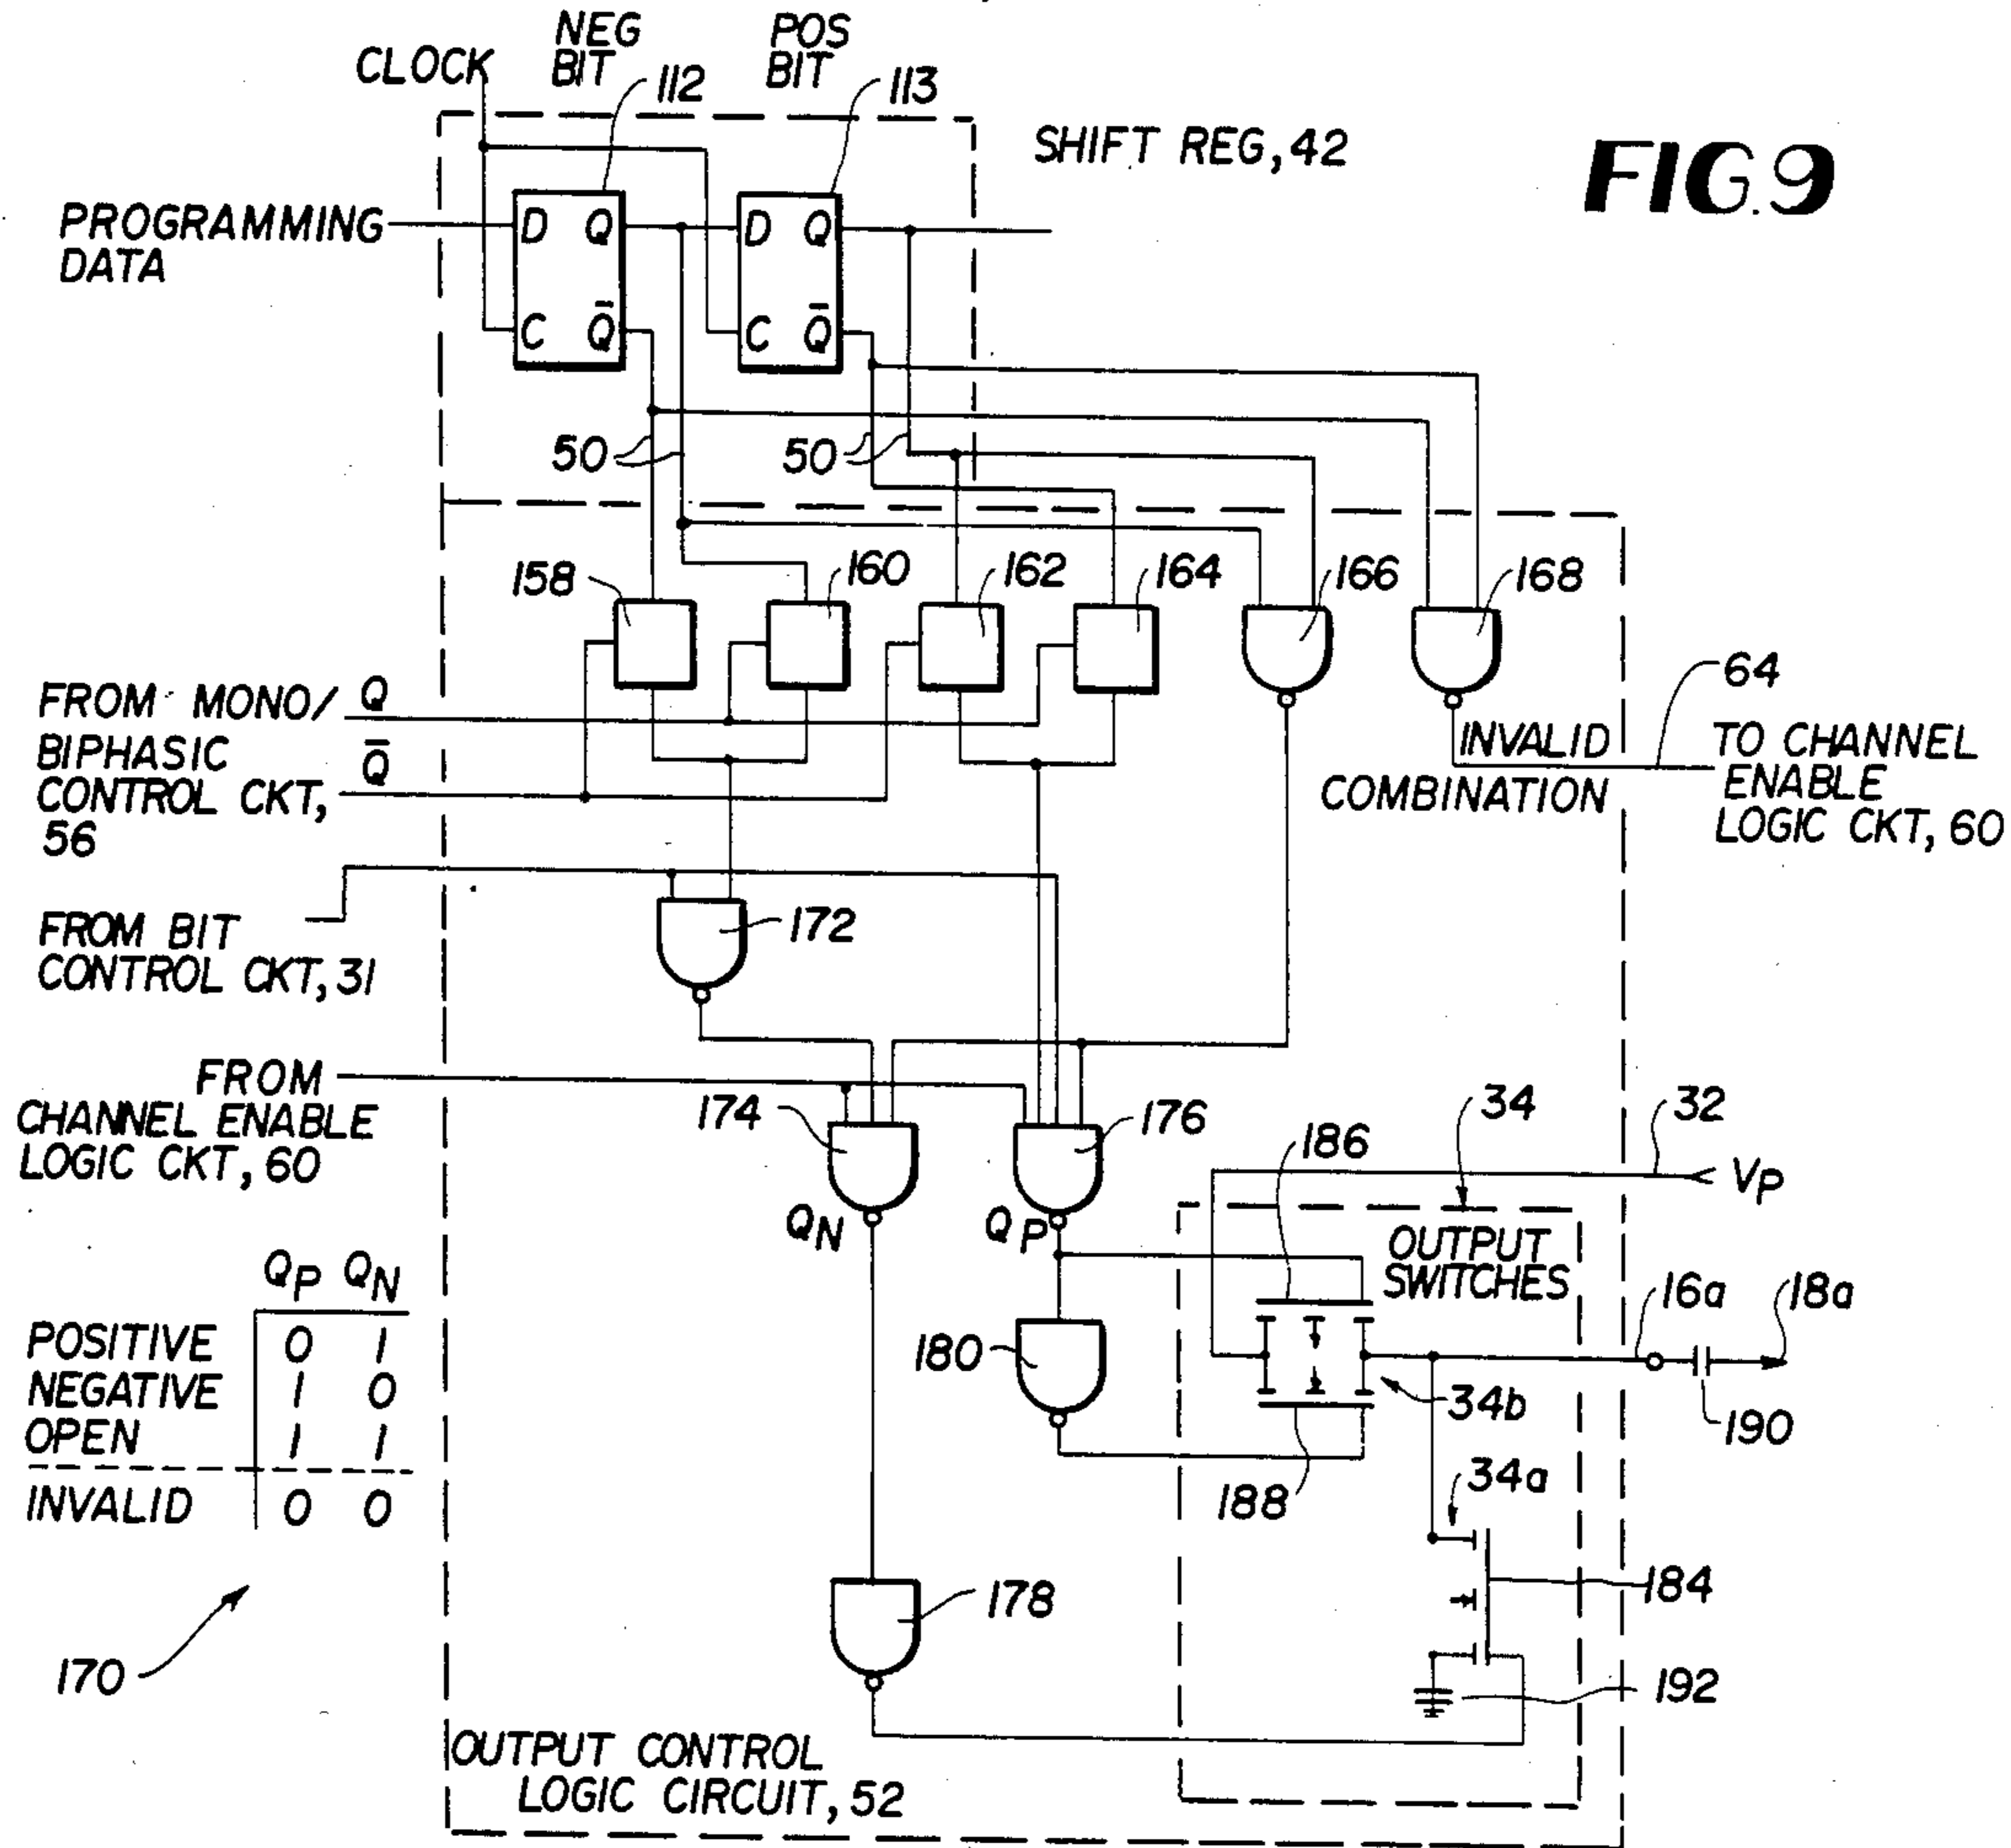 FIG.9
CLOCK
NEG
BIT
POS
BIT
112
113
SHIFT REG, 42
PROGRAMMING
DATA
D Q
C Q̅
D Q
C Q̅
50
50
158
160
162
164
166
168
64
FROM MONO/
BIPHASIC
CONTROL CKT,
56
Q
Q̅
INVALID
COMBINATION
TO CHANNEL
ENABLE
LOGIC CKT, 60
172
FROM BIT
CONTROL CKT, 31
FROM
CHANNEL ENABLE
LOGIC CKT, 60
174
176
QN
QP
186
34
32
VP
OUTPUT
SWITCHES
16a
18a
180
34b
190
188
34a
184
192
178
QP QN
POSITIVE 0 1
NEGATIVE 1 0
OPEN 1 1
INVALID 0 0
170
OUTPUT CONTROL
LOGIC CIRCUIT, 52